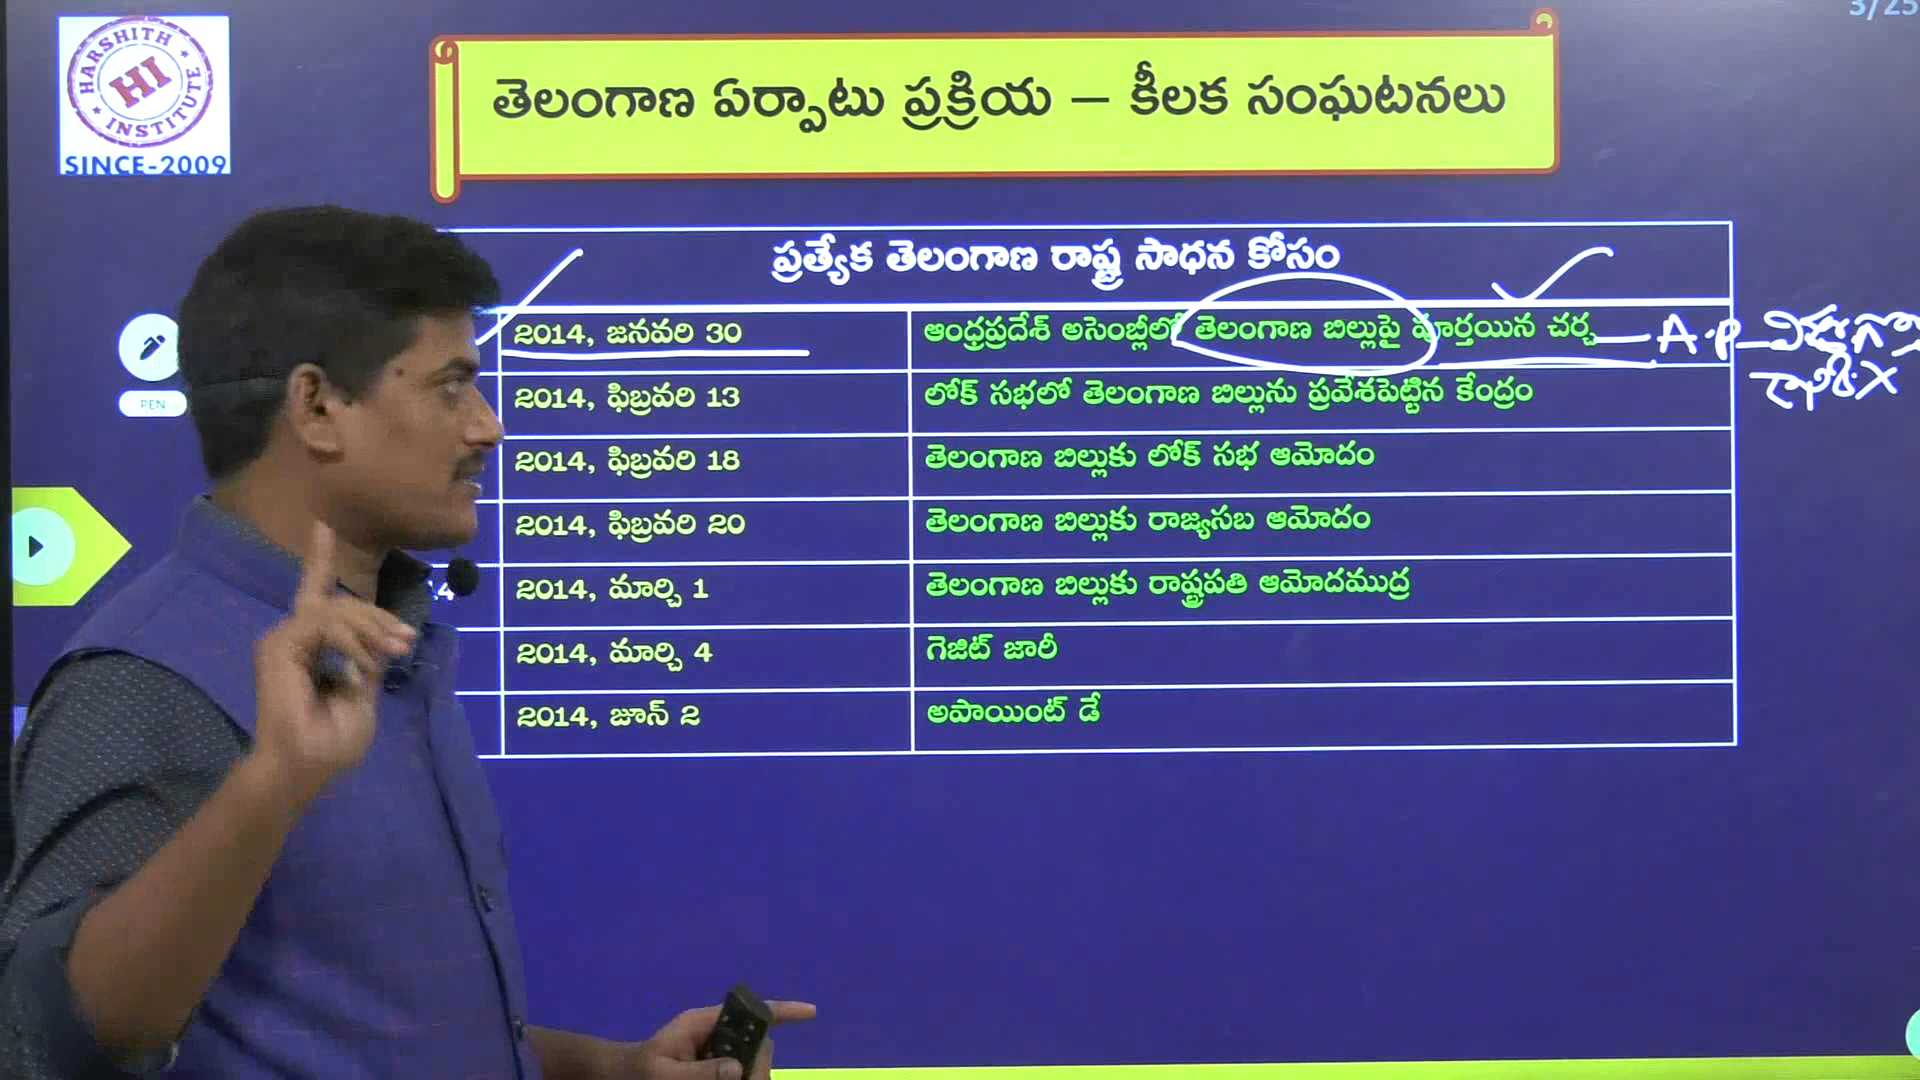 3/25
HARSHITH
HI
INSTITUTE
SINCE-2009
తెలంగాణ ఏర్పాటు ప్రక్రియ – కీలక సంఘటనలు
ప్రత్యేక తెలంగాణ రాష్ట్ర సాధన కోసం
2014, జనవరి 30 ఆంధ్రప్రదేశ్ అసెంబ్లీలో తెలంగాణ బిల్లుపై పూర్తయిన చర్చ A.P
PEN
2014, ఫిబ్రవరి 13 లోక్ సభలో తెలంగాణ బిల్లును ప్రవేశపెట్టిన కేంద్రం
2014, ఫిబ్రవరి 18 తెలంగాణ బిల్లుకు లోక్ సభ ఆమోదం
2014, ఫిబ్రవరి 20 తెలంగాణ బిల్లుకు రాజ్యసబ ఆమోదం
2014, మార్చి 1 తెలంగాణ బిల్లుకు రాష్ట్రపతి ఆమోదముద్ర
2014, మార్చి 4 గెజిట్ జారీ
2014, జూన్ 2 అపాయింట్ డే